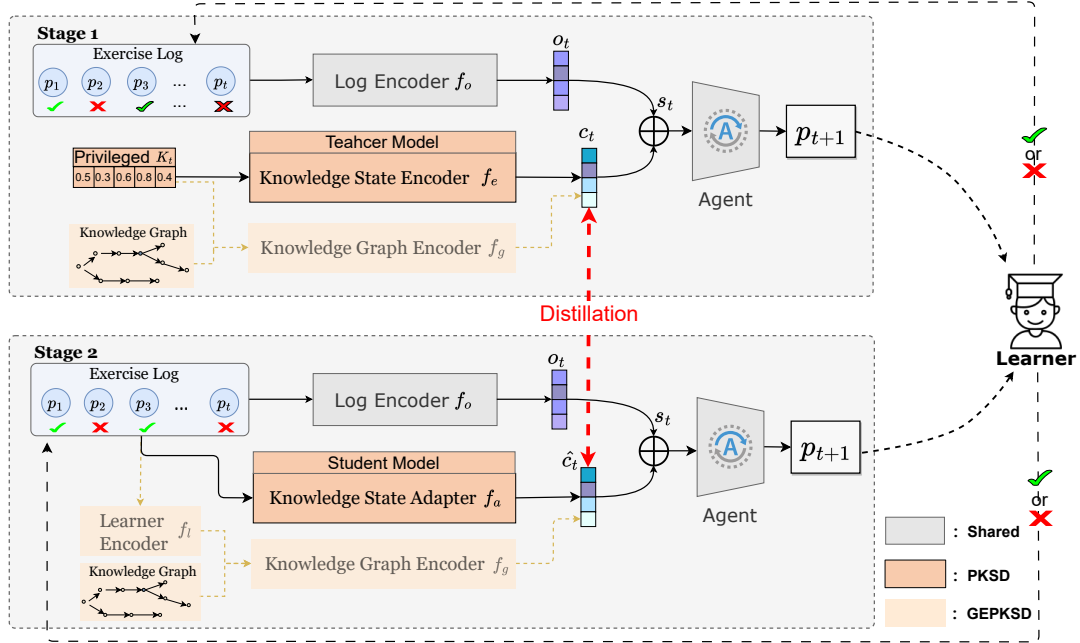 Stage 1
Exercise Log
p₁ p₂ p₃ ... pₜ
...
Log Encoder fₒ
oₜ
sₜ
Teahcer Model
Knowledge State Encoder fₑ
Privileged Kₜ
0.5 0.3 0.6 0.8 0.4
cₜ
A
Agent
pₜ₊₁
Knowledge Graph
Knowledge Graph Encoder f_g
or
Distillation
Learner
Stage 2
Exercise Log
p₁ p₂ p₃ ... pₜ
Log Encoder fₒ
oₜ
sₜ
Student Model
Knowledge State Adapter fₐ
ĉₜ
A
Agent
pₜ₊₁
Learner
Encoder fₗ
Knowledge Graph
Knowledge Graph Encoder f_g
or
: Shared
: PKSD
: GEPKSD